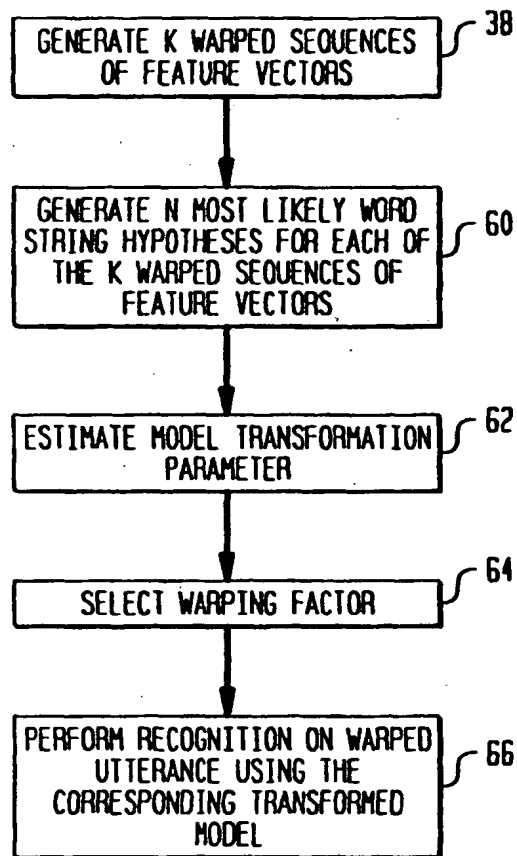 GENERATE K WARPED SEQUENCES
OF FEATURE VECTORS
38
GENERATE N MOST LIKELY WORD
STRING HYPOTHESES FOR EACH OF
THE K WARPED SEQUENCES OF
FEATURE VECTORS
60
ESTIMATE MODEL TRANSFORMATION
PARAMETER
62
SELECT WARPING FACTOR
64
PERFORM RECOGNITION ON WARPED
UTTERANCE USING THE
CORRESPONDING TRANSFORMED
MODEL
66